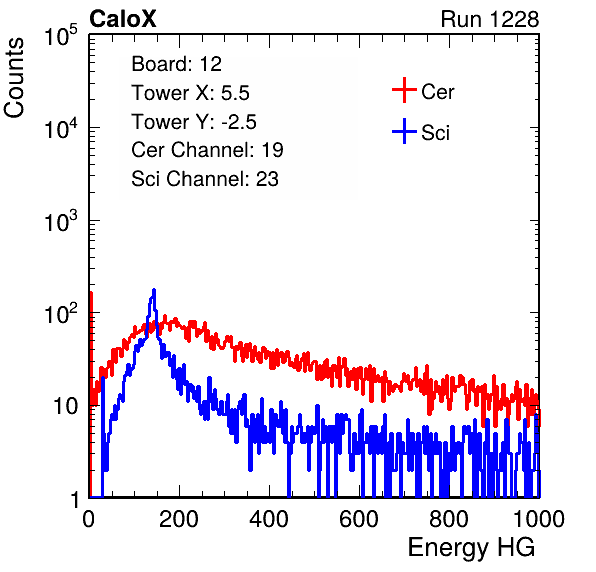 CaloX Run 1228
Counts
Board: 12
Tower X: 5.5
Tower Y: -2.5
Cer Channel: 19
Sci Channel: 23
Cer
Sci
10^5
10^4
10^3
10^2
10
1
0 200 400 600 800 1000
Energy HG